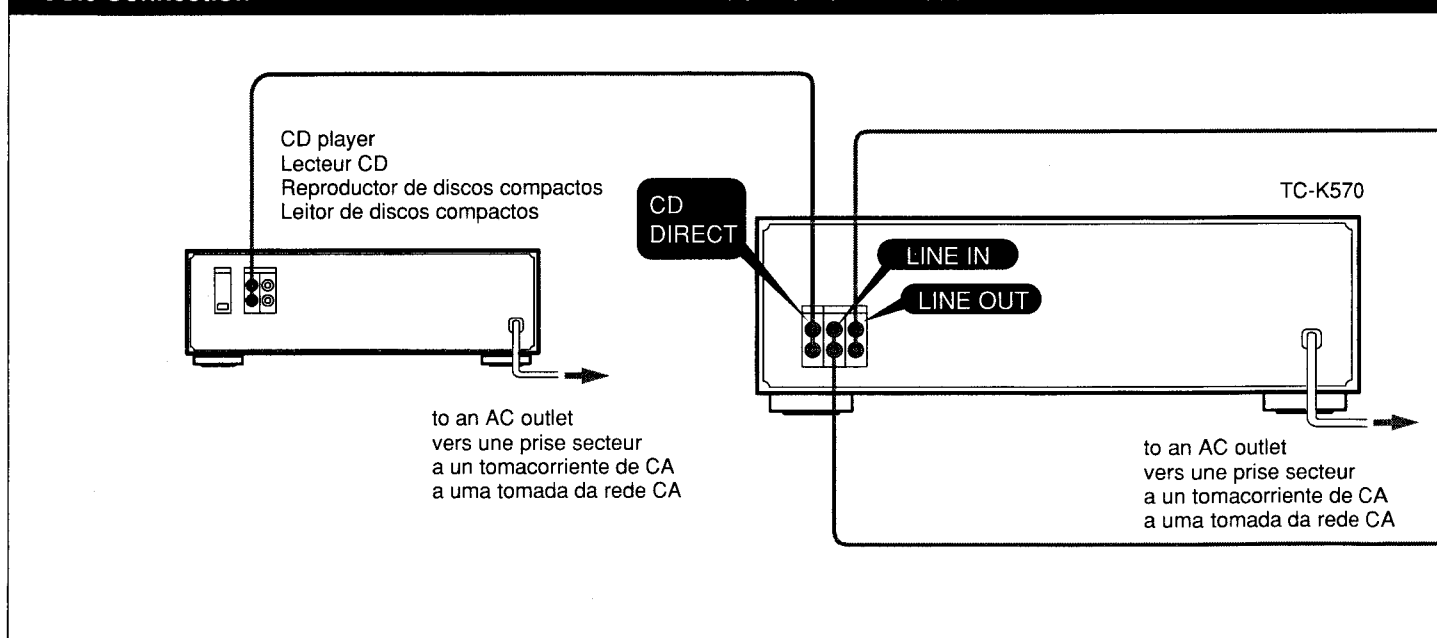 CD player
Lecteur CD
Reproductor de discos compactos
Leitor de discos compactos
CD
DIRECT
LINE IN
LINE OUT
TC-K570
to an AC outlet
vers une prise secteur
a un tomacorriente de CA
a uma tomada da rede CA
to an AC outlet
vers une prise secteur
a un tomacorriente de CA
a uma tomada da rede CA